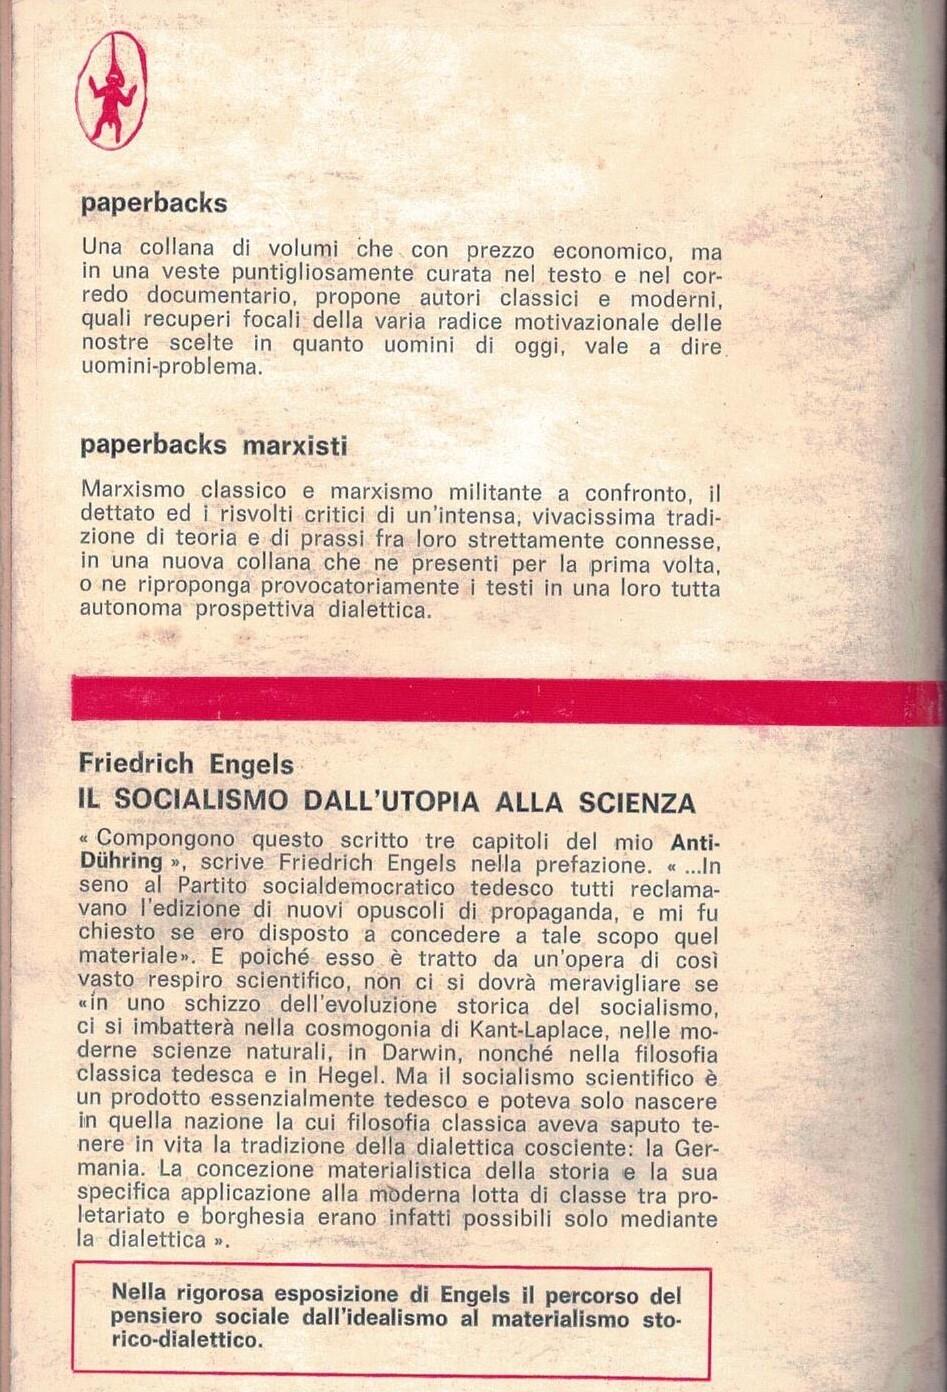 paperbacks
Una collana di volumi che con prezzo economico, ma
in una veste puntigliosamente curata nel testo e nel cor-
redo documentario, propone autori classici e moderni,
quali recuperi focali della varia radice motivazionale delle
nostre scelte in quanto uomini di oggi, vale a dire
uomini-problema.
paperbacks marxisti
Marxismo classico e marxismo militante a confronto, il
dettato ed i risvolti critici di un'intensa, vivacissima tradi-
zione di teoria e di prassi fra loro strettamente connesse,
in una nuova collana che ne presenti per la prima volta,
o ne riproponga provocatoriamente i testi in una loro tutta
autonoma prospettiva dialettica.
Friedrich Engels
IL SOCIALISMO DALL'UTOPIA ALLA SCIENZA
« Compongono questo scritto tre capitoli del mio Anti-
Dühring », scrive Friedrich Engels nella prefazione. « ...In
seno al Partito socialdemocratico tedesco tutti reclama-
vano l'edizione di nuovi opuscoli di propaganda, e mi fu
chiesto se ero disposto a concedere a tale scopo quel
materiale». E poiché esso è tratto da un'opera di così
vasto respiro scientifico, non ci si dovrà meravigliare se
«in uno schizzo dell'evoluzione storica del socialismo,
ci si imbatterà nella cosmogonia di Kant-Laplace, nelle mo-
derne scienze naturali, in Darwin, nonché nella filosofia
classica tedesca e in Hegel. Ma il socialismo scientifico è
un prodotto essenzialmente tedesco e poteva solo nascere
in quella nazione la cui filosofia classica aveva saputo te-
nere in vita la tradizione della dialettica cosciente: la Ger-
mania. La concezione materialistica della storia e la sua
specifica applicazione alla moderna lotta di classe tra pro-
letariato e borghesia erano infatti possibili solo mediante
la dialettica ».
Nella rigorosa esposizione di Engels il percorso del
pensiero sociale dall'idealismo al materialismo sto-
rico-dialettico.